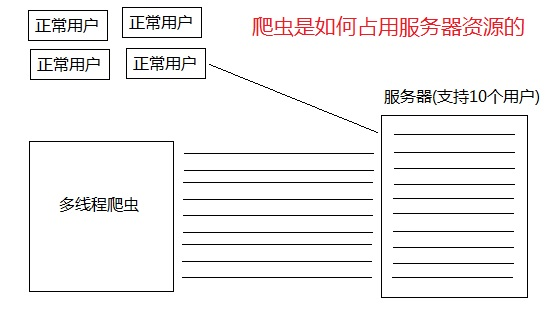 正常用户 正常用户 爬虫是如何占用服务器资源的
正常用户 正常用户
服务器(支持10个用户)
多线程爬虫